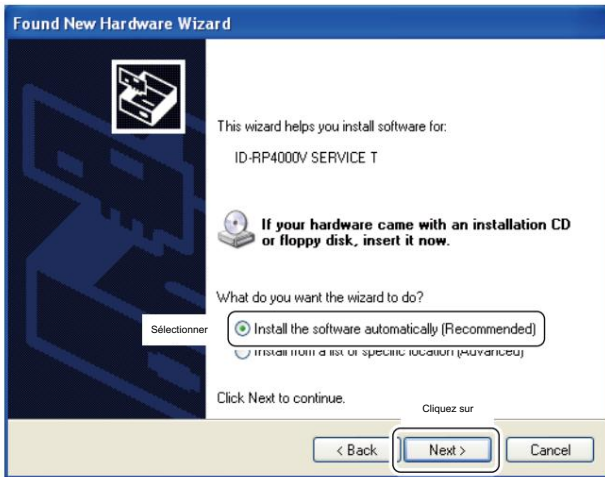 Found New Hardware Wizard
This wizard helps you install software for:
ID-RP4000V SERVICE T
If your hardware came with an installation CD
or floppy disk, insert it now.
What do you want the wizard to do?
Sélectionner
Install the software automatically (Recommended)
Install from a list or specific location (Advanced)
Click Next to continue.
Cliquez sur
< Back
Next >
Cancel